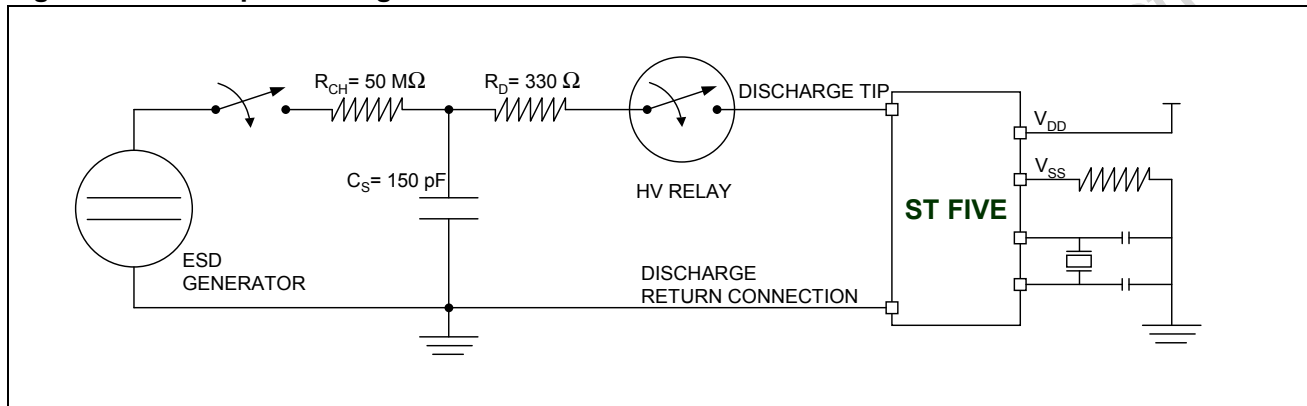 R_CH= 50 MΩ
R_D= 330 Ω
DISCHARGE TIP
V_DD
C_S= 150 pF
HV RELAY
V_SS
ST FIVE
ESD
GENERATOR
DISCHARGE
RETURN CONNECTION